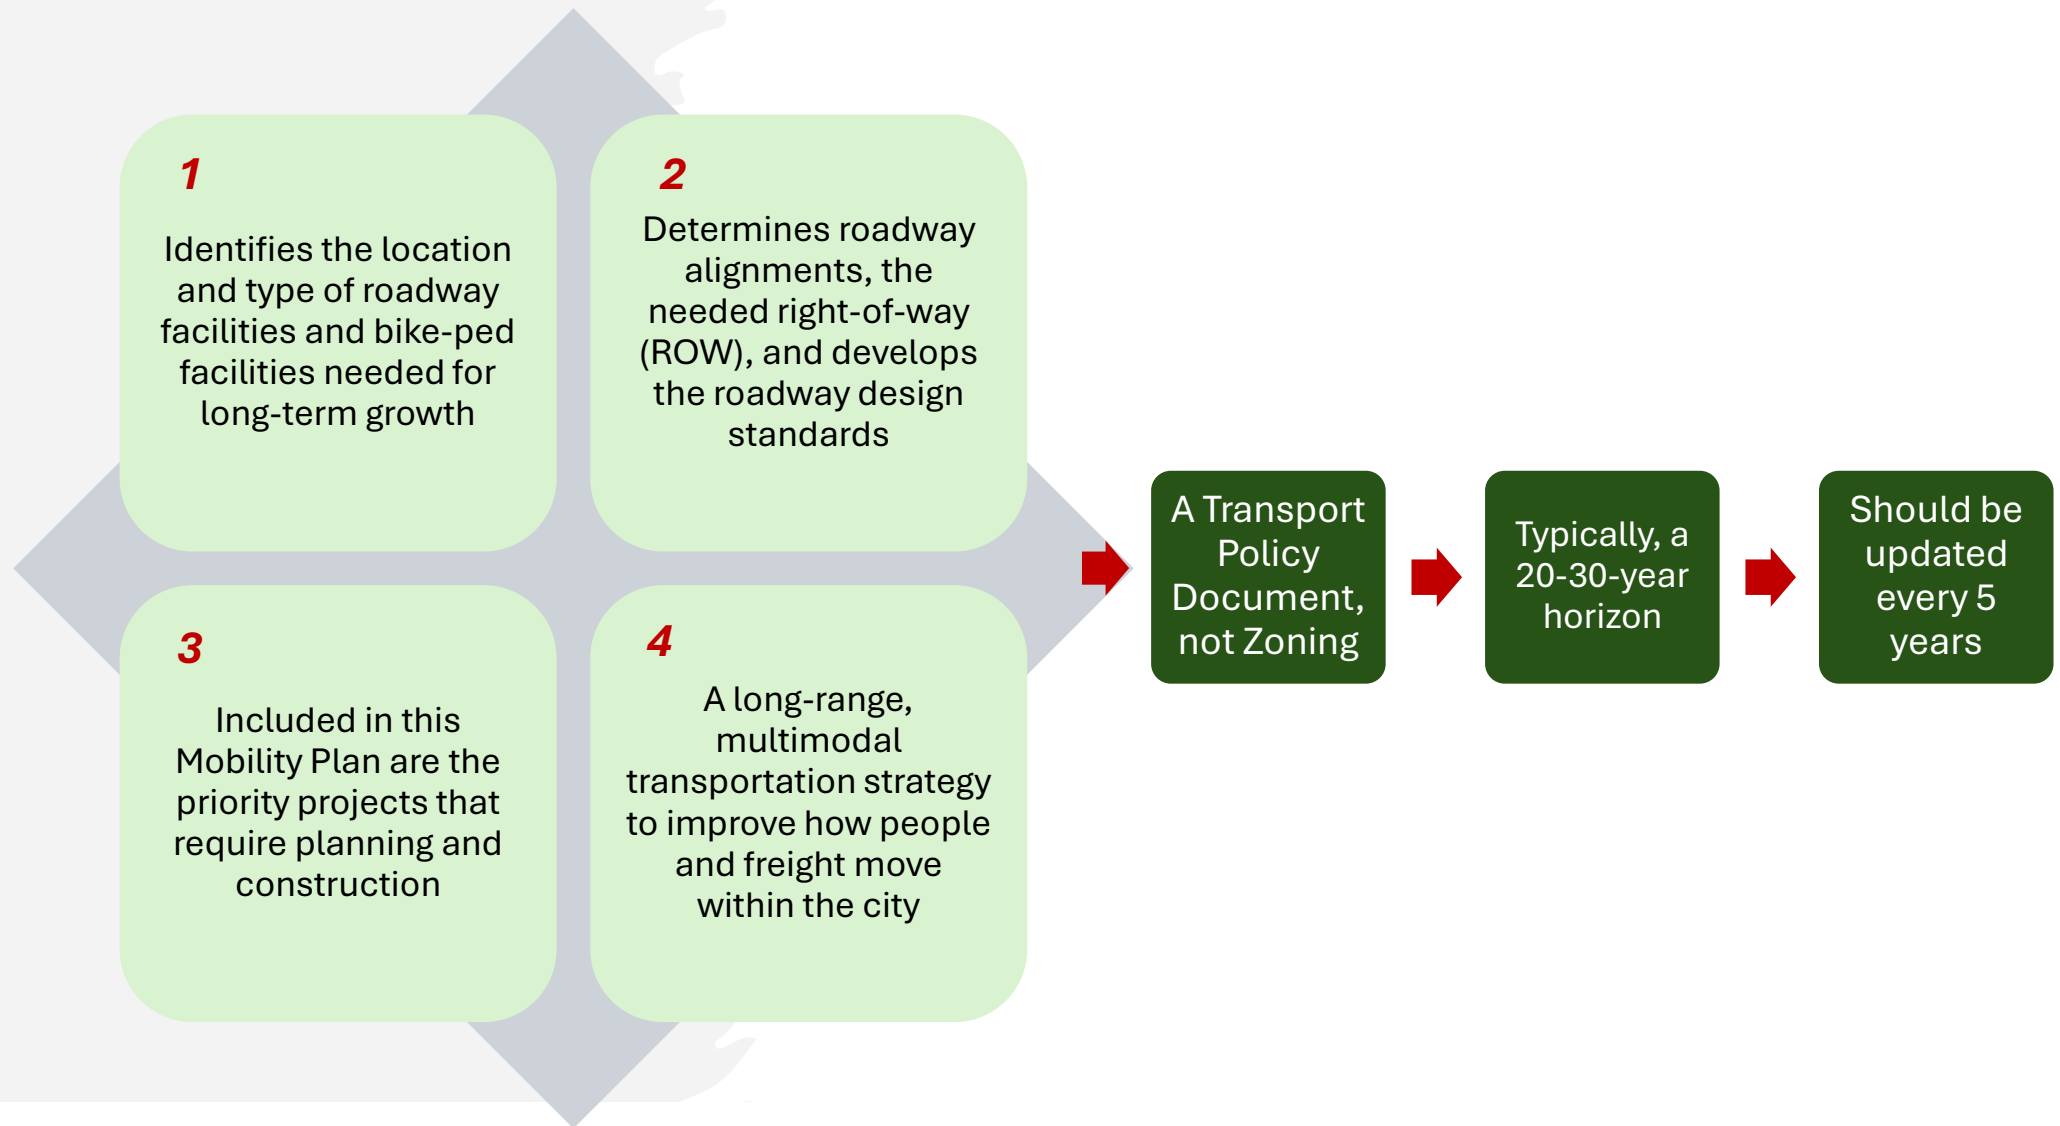 1
Identifies the location
and type of roadway
facilities and bike-ped
facilities needed for
long-term growth
2
Determines roadway
alignments, the
needed right-of-way
(ROW), and develops
the roadway design
standards
3
Included in this
Mobility Plan are the
priority projects that
require planning and
construction
4
A long-range,
multimodal
transportation strategy
to improve how people
and freight move
within the city
A Transport
Policy
Document,
not Zoning
Typically, a
20-30-year
horizon
Should be
updated
every 5
years